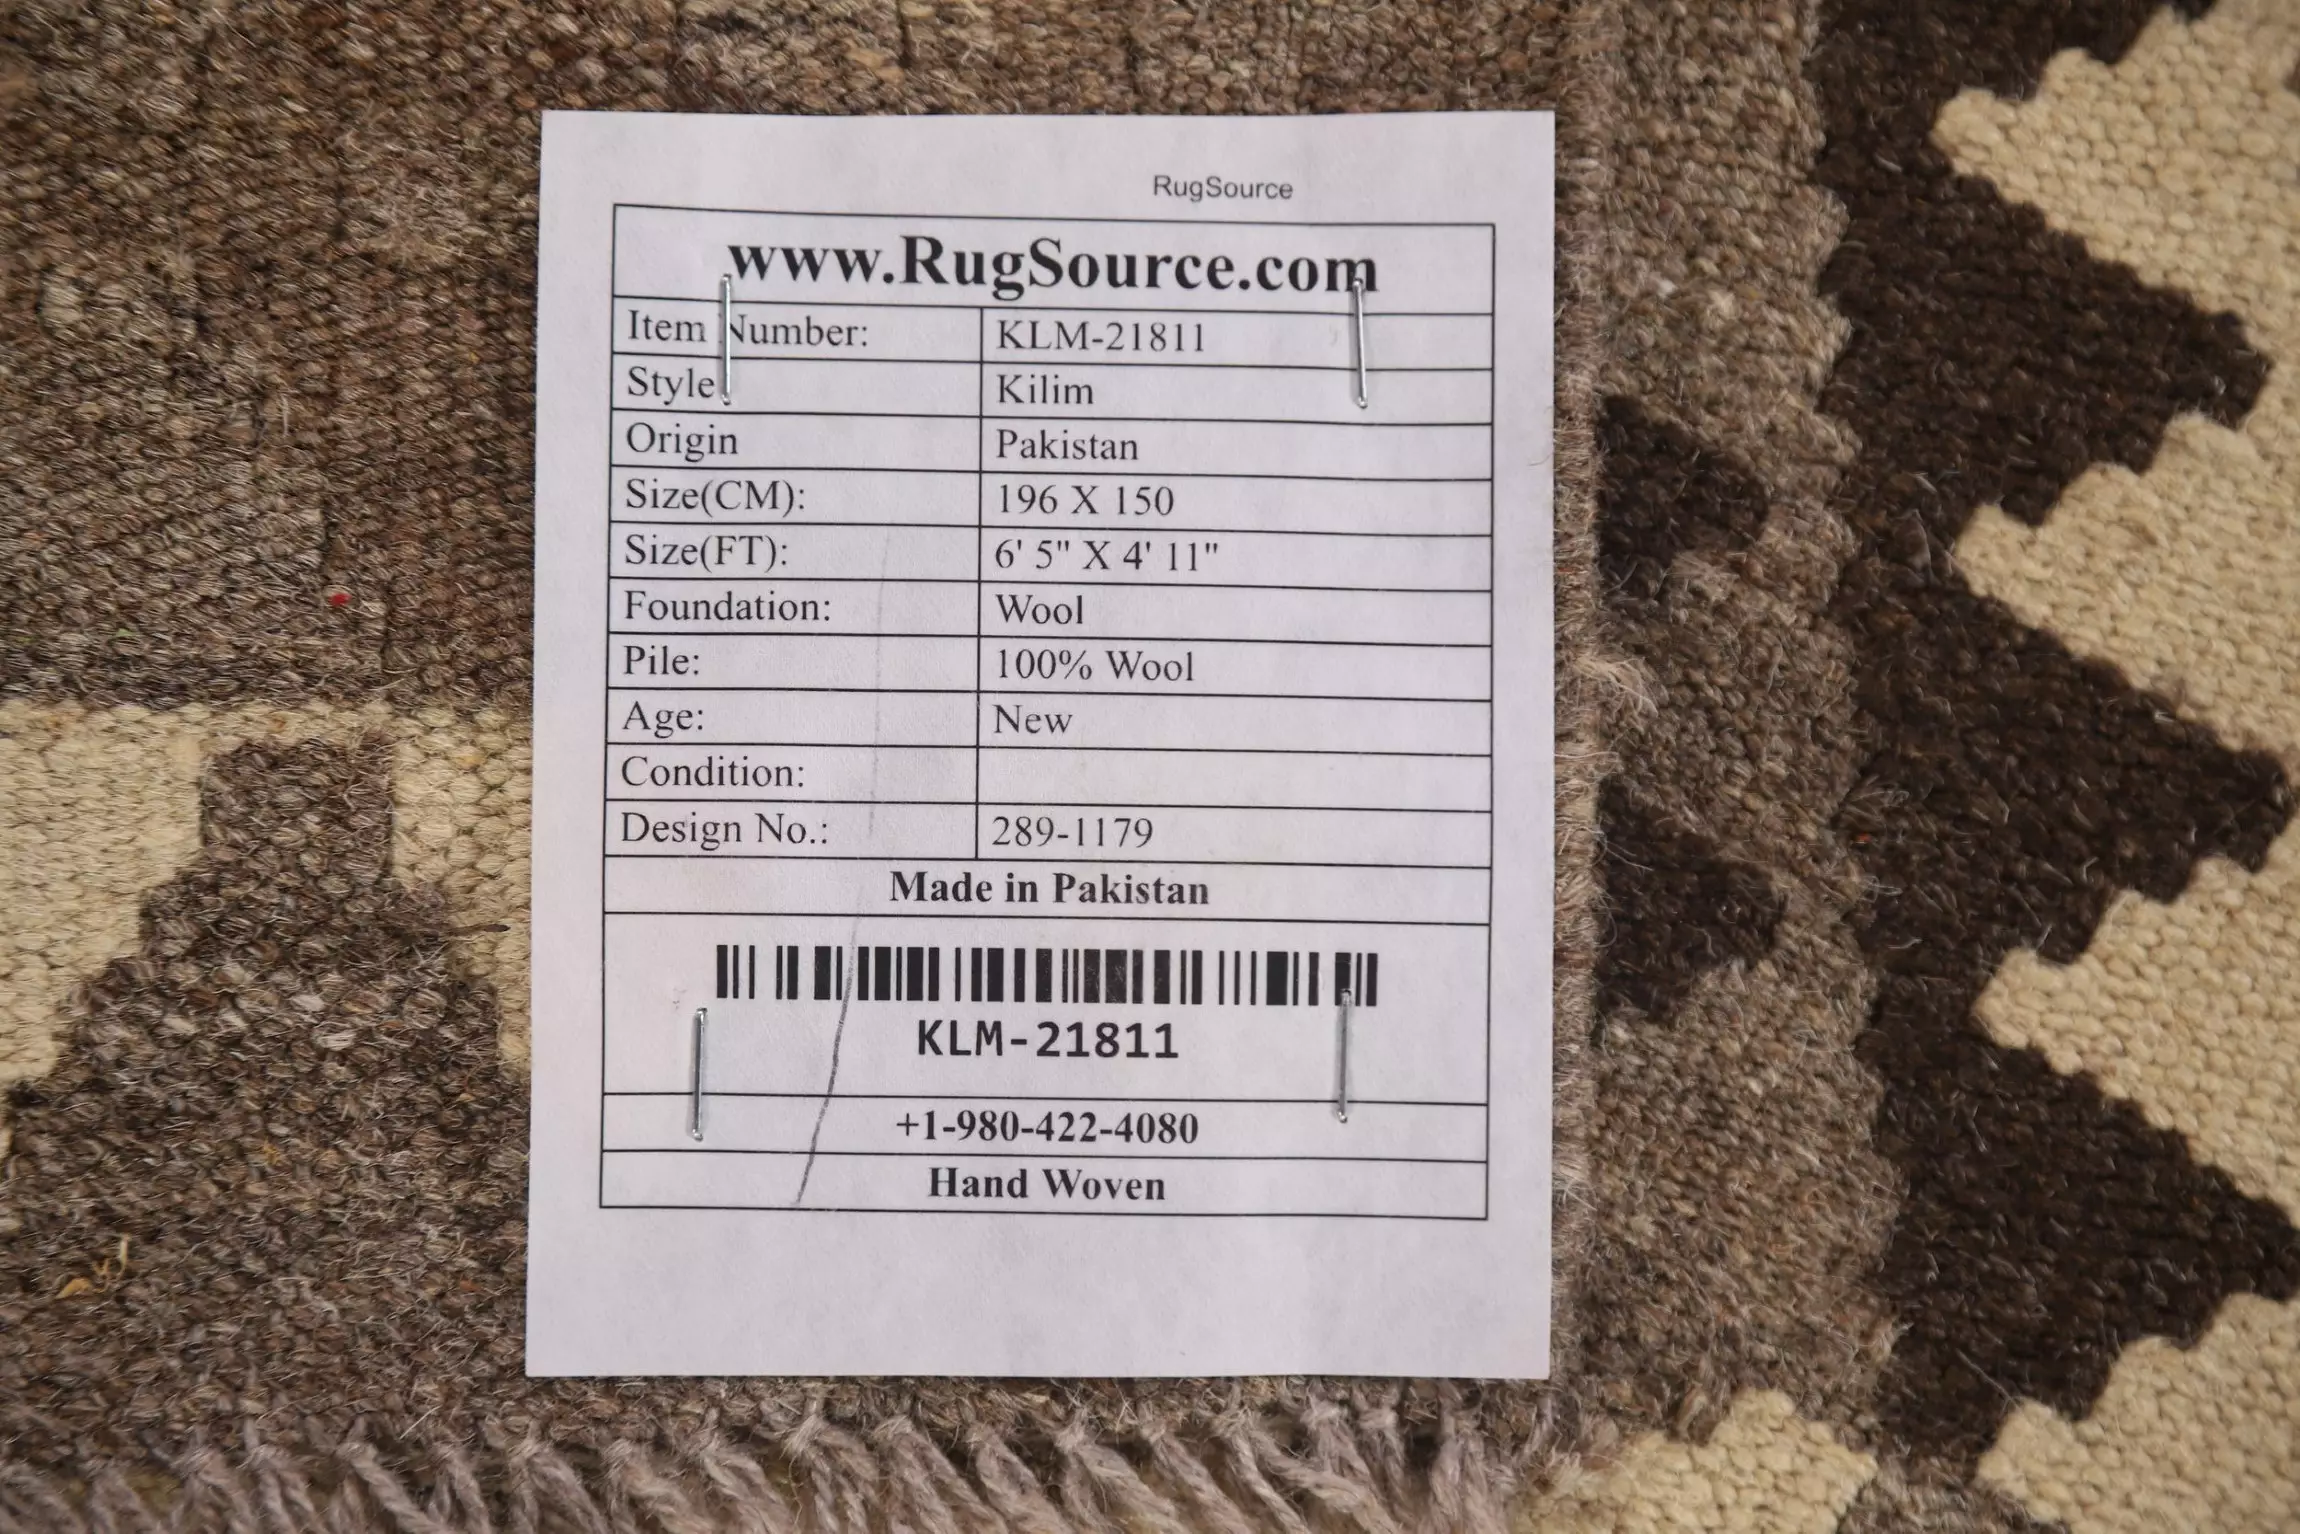 RugSource
www.RugSource.com
Item Number: KLM-21811
Style Kilim
Origin Pakistan
Size(CM): 196 X 150
Size(FT): 6' 5" X 4' 11"
Foundation: Wool
Pile: 100% Wool
Age: New
Condition:
Design No.: 289-1179
Made in Pakistan
KLM-21811
+1-980-422-4080
Hand Woven